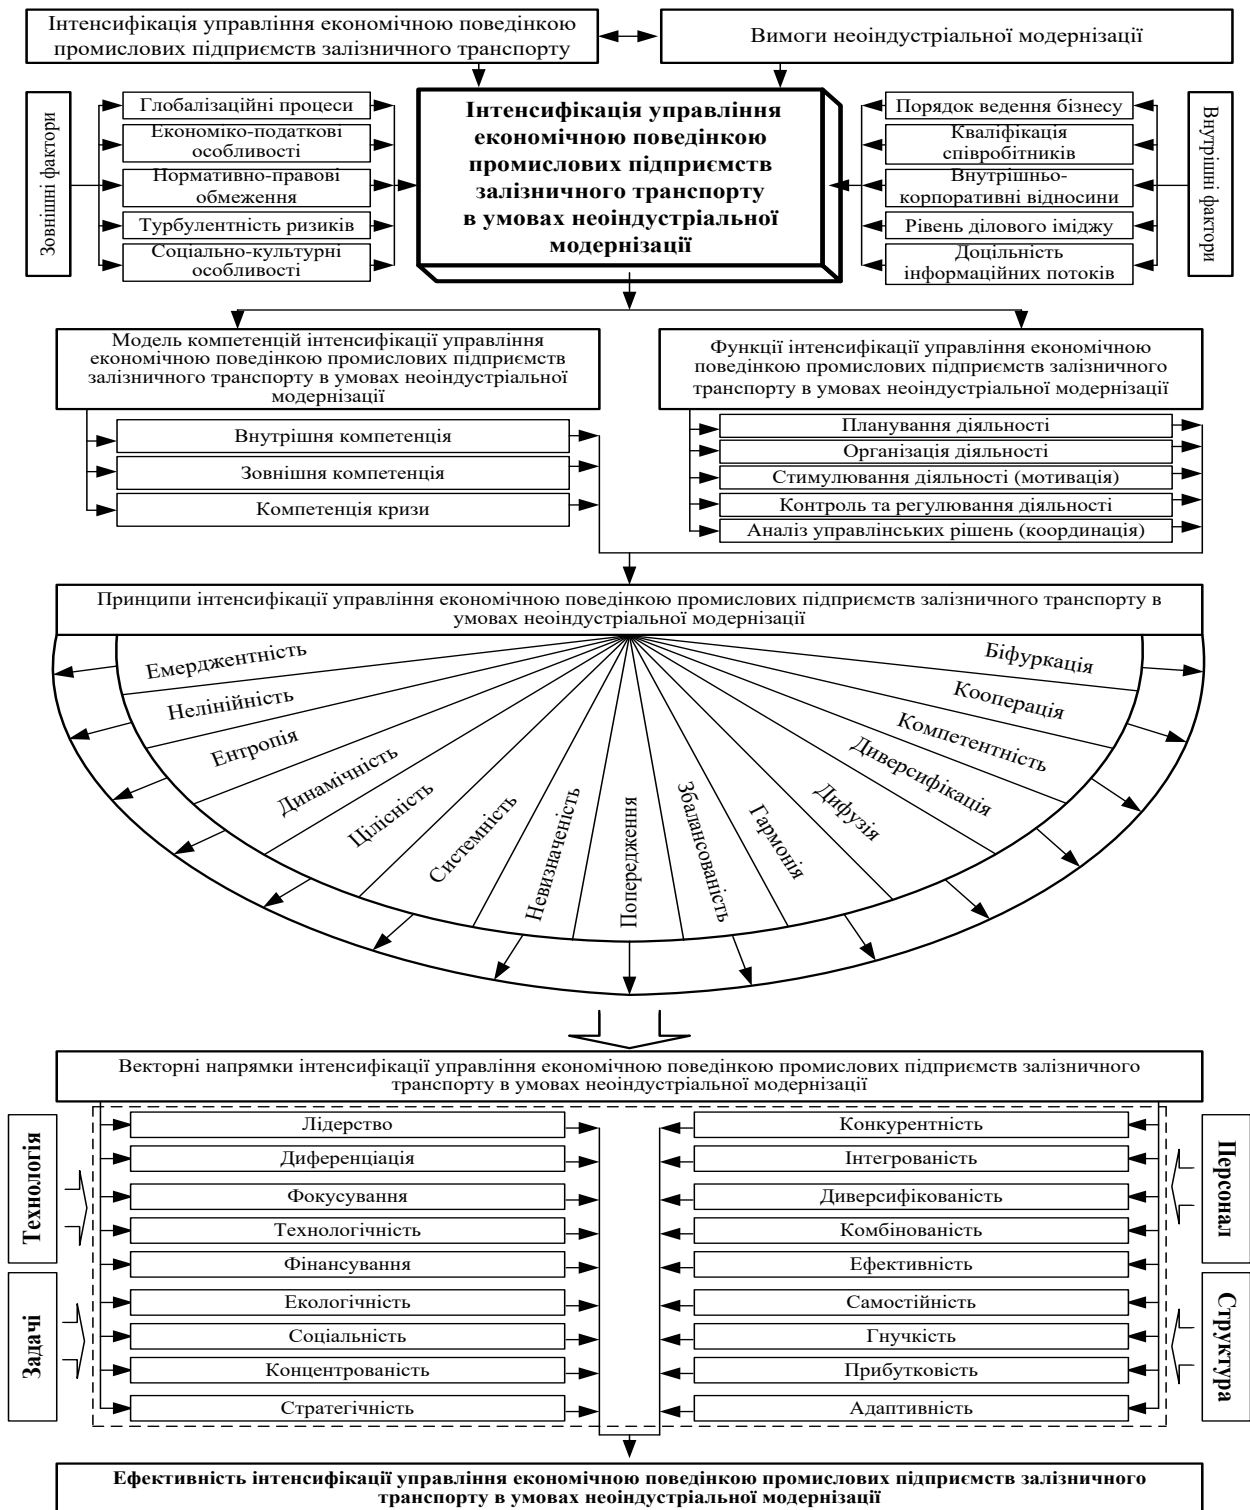 Інтенсифікація управління економічною поведінкою
промислових підприємств залізничного транспорту
Вимоги неоіндустріальної модернізації
Зовнішні фактори
Глобалізаційні процеси
Економіко-податкові
особливості
Нормативно-правові
обмеження
Турбулентність ризиків
Соціально-культурні
особливості
Інтенсифікація управління
економічною поведінкою
промислових підприємств
залізничного транспорту
в умовах неоіндустріальної
модернізації
Порядок ведення бізнесу
Кваліфікація
співробітників
Внутрішньо-
корпоративні відносини
Рівень ділового іміджу
Доцільність
інформаційних потоків
Внутрішні фактори
Модель компетенцій інтенсифікації управління
економічною поведінкою промислових підприємств
залізничного транспорту в умовах неоіндустріальної
модернізації
Внутрішня компетенція
Зовнішня компетенція
Компетенція кризи
Функції інтенсифікації управління економічною
поведінкою промислових підприємств залізничного
транспорту в умовах неоіндустріальної модернізації
Планування діяльності
Організація діяльності
Стимулювання діяльності (мотивація)
Контроль та регулювання діяльності
Аналіз управлінських рішень (координація)
Принципи інтенсифікації управління економічною поведінкою промислових підприємств залізничного транспорту в
умовах неоіндустріальної модернізації
Емерджентність
Нелінійність
Ентропія
Динамічність
Цілісність
Системність
Невизначеність
Попередження
Збалансованість
Гармонія
Дифузія
Диверсифікація
Компетентність
Кооперація
Біфуркація
Векторні напрямки інтенсифікації управління економічною поведінкою промислових підприємств залізничного
транспорту в умовах неоіндустріальної модернізації
Технологія
Задачі
Лідерство
Диференціація
Фокусування
Технологічність
Фінансування
Екологічність
Соціальність
Концентрованість
Стратегічність
Конкурентність
Інтегрованість
Диверсифікованість
Комбінованість
Ефективність
Самостійність
Гнучкість
Прибутковість
Адаптивність
Персонал
Структура
Ефективність інтенсифікації управління економічною поведінкою промислових підприємств залізничного
транспорту в умовах неоіндустріальної модернізації